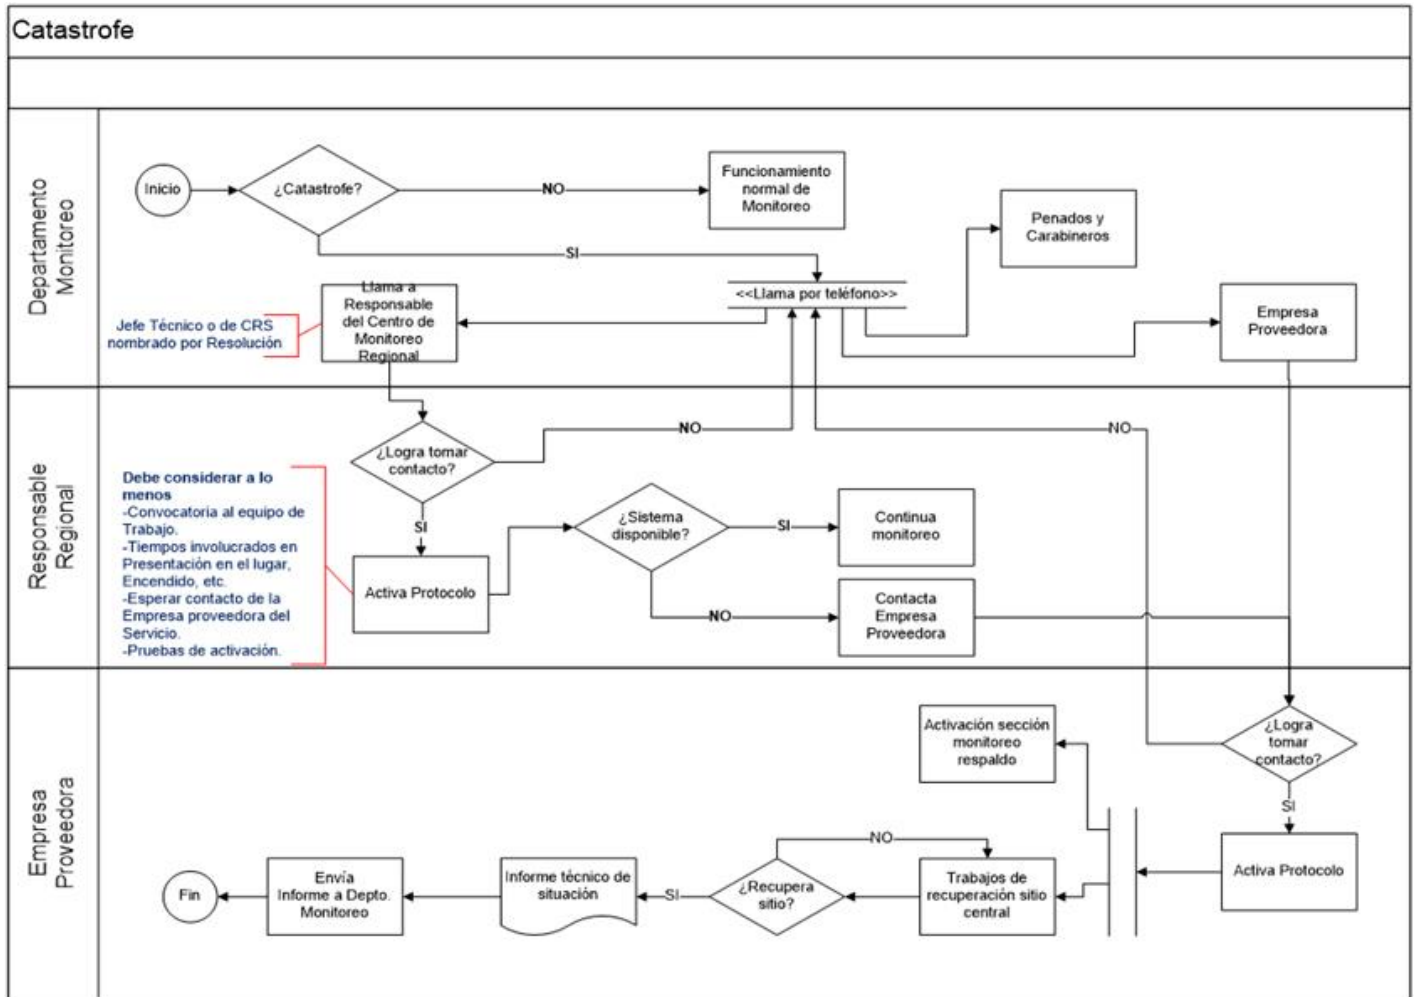 Catastrofe
Departamento
Monitoreo
Inicio
¿Catastrofe?
NO
Funcionamiento
normal de
Monitoreo
Penados y
Carabineros
SI
<<Llama por teléfono>>
Llama a
Responsable
del Centro de
Monitoreo
Regional
Jefe Técnico o de CRS
nombrado por Resolución
Empresa
Proveedora
Responsable
Regional
¿Logra tomar
contacto?
NO
NO
SI
Debe considerar a lo
menos
-Convocatoria al equipo de
Trabajo.
-Tiempos involucrados en
Presentación en el lugar,
Encendido, etc.
-Esperar contacto de la
Empresa proveedora del
Servicio.
-Pruebas de activación.
Activa Protocolo
¿Sistema
disponible?
SI
Continua
monitoreo
NO
Contacta
Empresa
Proveedora
Empresa
Proveedora
¿Logra
tomar
contacto?
SI
Activa Protocolo
Activación sección
monitoreo
respaldo
Trabajos de
recuperación sitio
central
NO
¿Recupera
sitio?
SI
Informe técnico de
situación
Envía
Informe a Depto.
Monitoreo
Fin